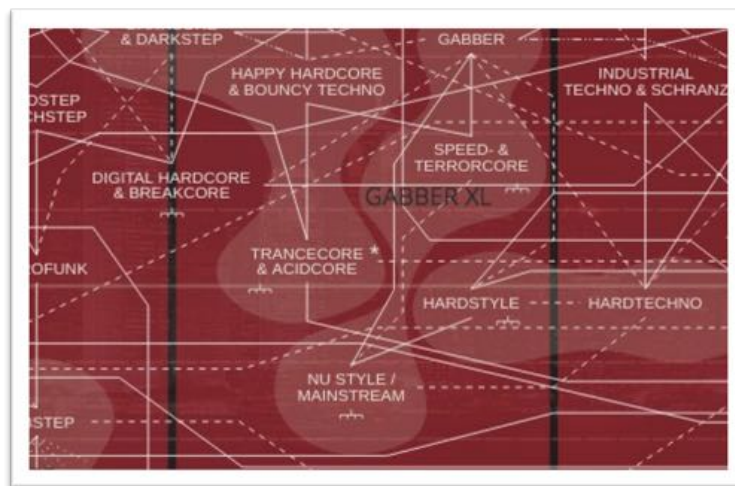 & DARKSTEP
GABBER
HAPPY HARDCORE
& BOUNCY TECHNO
INDUSTRIAL
TECHNO & SCHRANZ
DSTEP
CHSTEP
SPEED- &
TERRORCORE
DIGITAL HARDCORE
& BREAKCORE
GABBER XL
TRANCECORE *
& ACIDCORE
OFUNK
HARDSTYLE
HARDTECHNO
NU STYLE /
MAINSTREAM
STEP